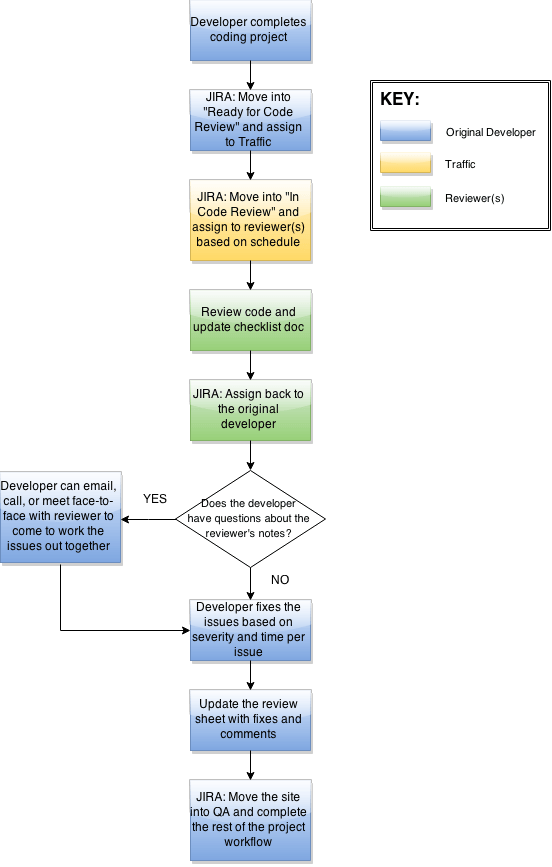 Developer completes
coding project
JIRA: Move into
"Ready for Code
Review" and assign
to Traffic
KEY:
Original Developer
Traffic
Reviewer(s)
JIRA: Move into "In
Code Review" and
assign to reviewer(s)
based on schedule
Review code and
update checklist doc
JIRA: Assign back to
the original
developer
Does the developer
have questions about the
reviewer's notes?
YES
Developer can email,
call, or meet face-to-
face with reviewer to
come to work the
issues out together
NO
Developer fixes the
issues based on
severity and time per
issue
Update the review
sheet with fixes and
comments
JIRA: Move the site
into QA and complete
the rest of the project
workflow